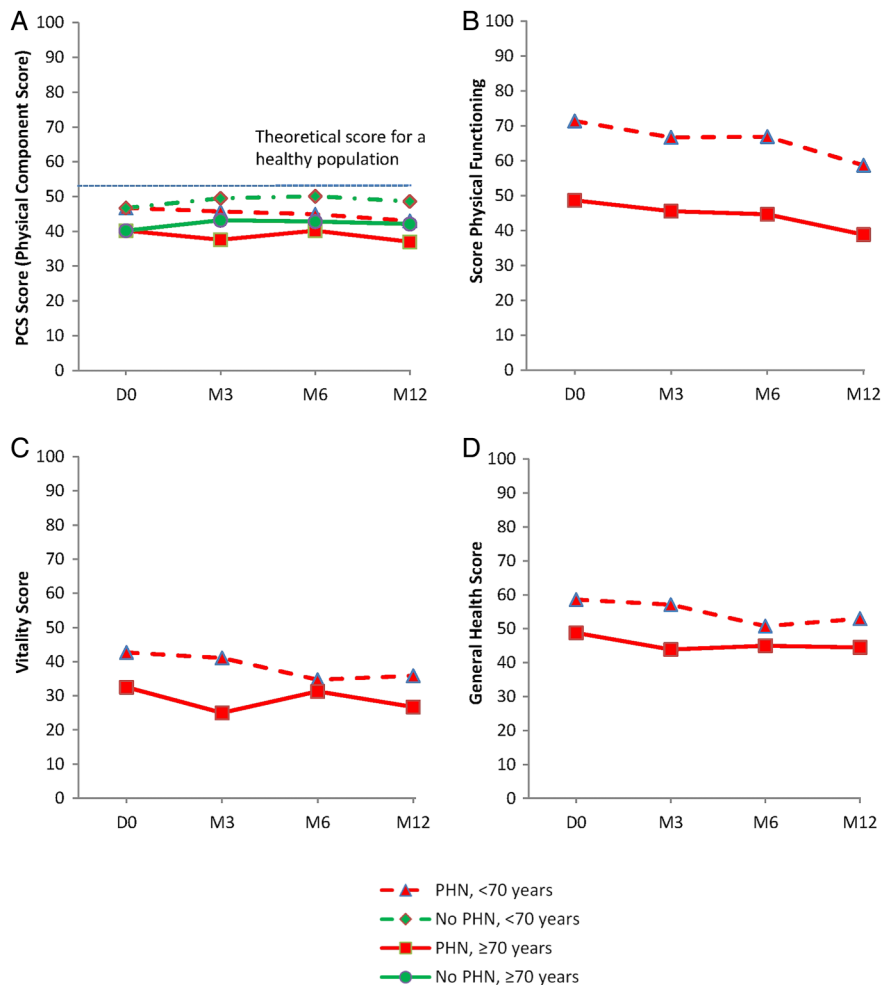 A
100
90
80
70
60
50
40
30
20
10
0
PCS Score (Physical Component Score)
Theoretical score for a
healthy population
D0 M3 M6 M12
B
100
90
80
70
60
50
40
30
20
10
0
Score Physical Functioning
D0 M3 M6 M12
C
100
90
80
70
60
50
40
30
20
10
0
Vitality Score
D0 M3 M6 M12
D
100
90
80
70
60
50
40
30
20
10
0
General Health Score
D0 M3 M6 M12
PHN, <70 years
No PHN, <70 years
PHN, ≥70 years
No PHN, ≥70 years